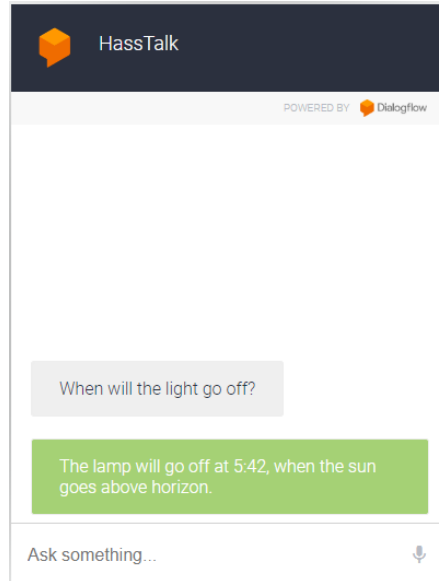 HassTalk
POWERED BY Dialogflow
When will the light go off?
The lamp will go off at 5:42, when the sun
goes above horizon.
Ask something...